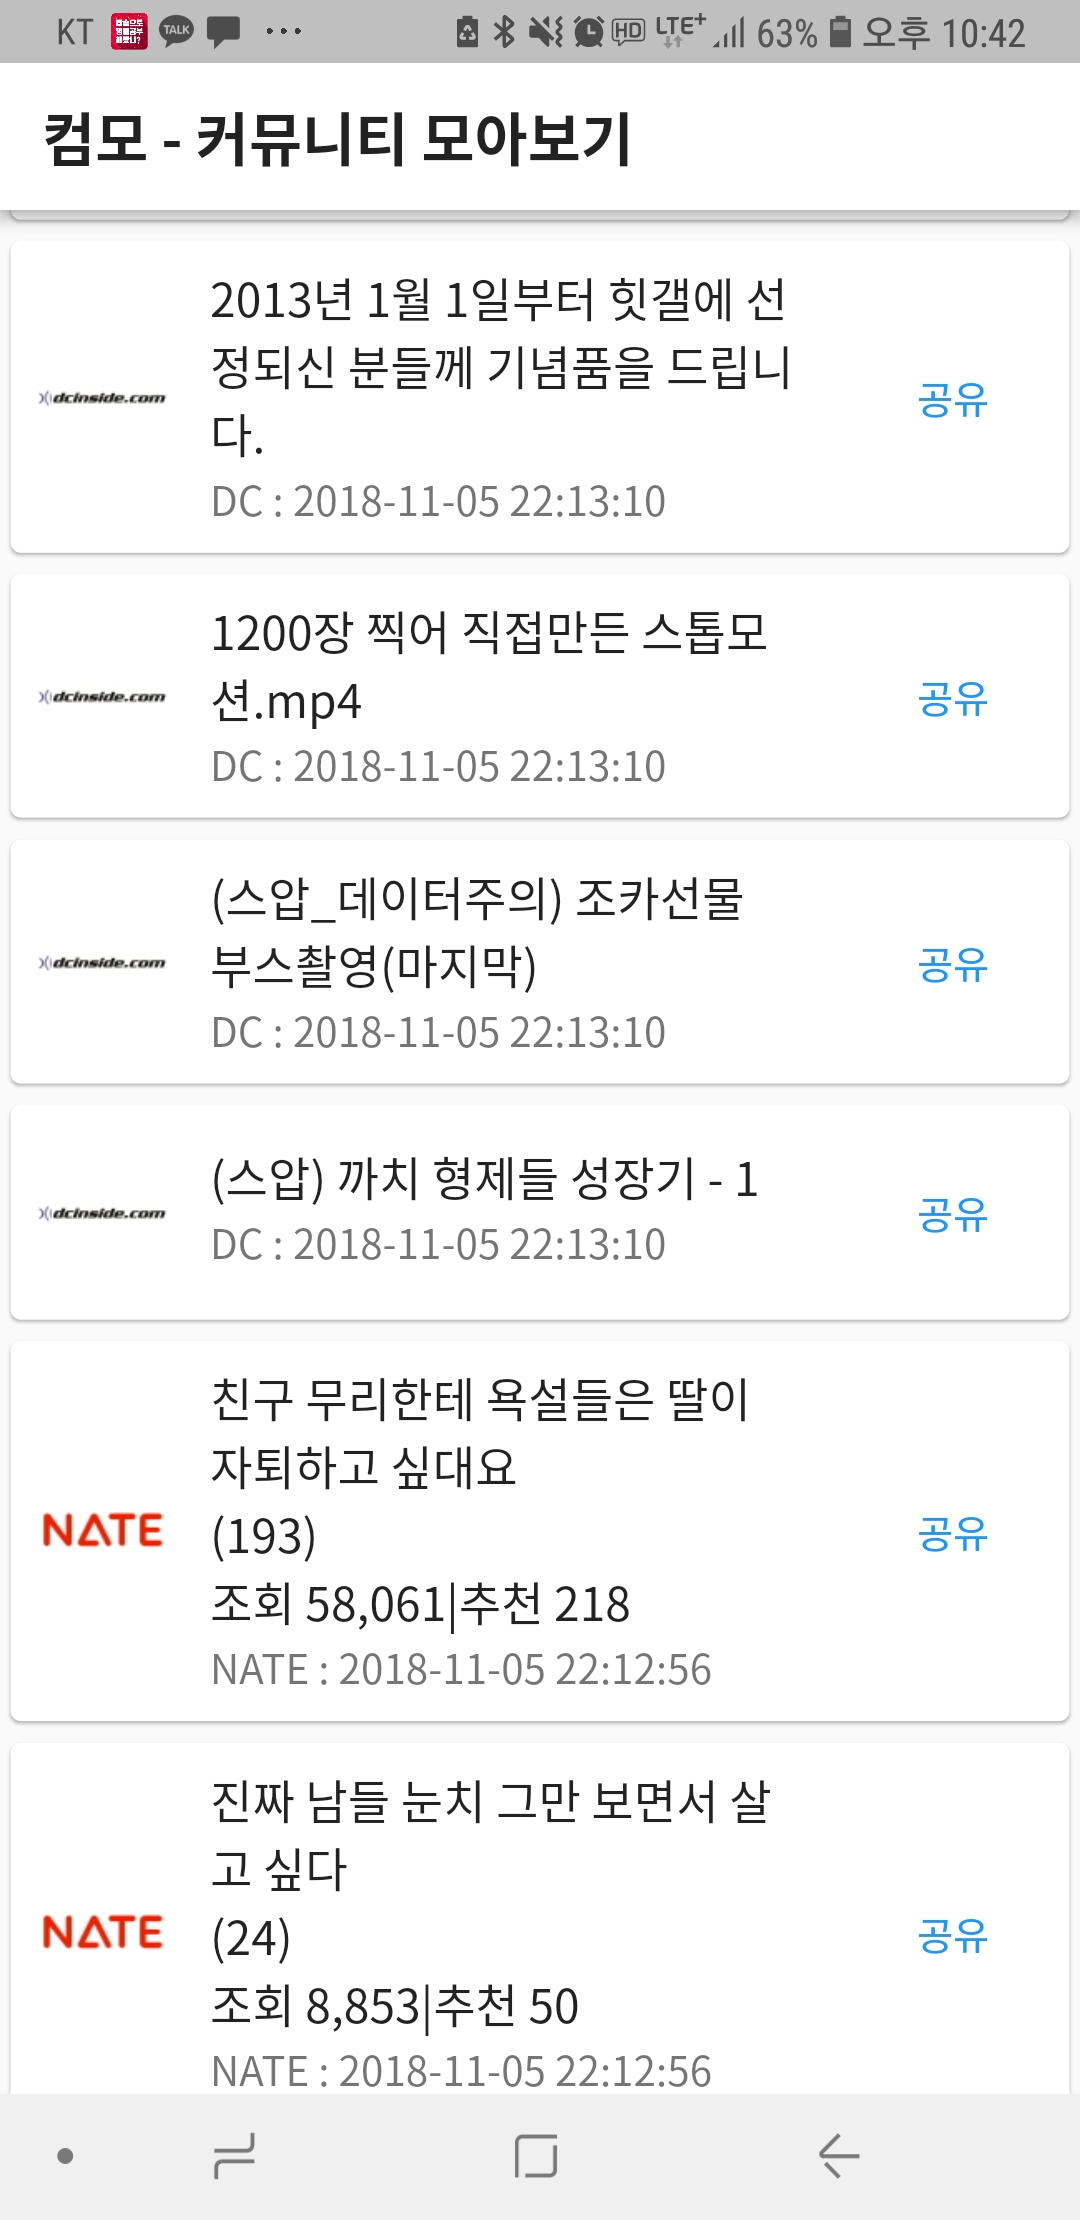 KT TALK HD LTE+ 63% 오후 10:42
컴모 - 커뮤니티 모아보기
2013년 1월 1일부터 힛갤에 선
정되신 분들께 기념품을 드립니
다.
DC : 2018-11-05 22:13:10
dcinside.com
공유
1200장 찍어 직접만든 스톱모
션.mp4
DC : 2018-11-05 22:13:10
dcinside.com
공유
(스압_데이터주의) 조카선물
부스촬영(마지막)
DC : 2018-11-05 22:13:10
dcinside.com
공유
(스압) 까치 형제들 성장기 - 1
DC : 2018-11-05 22:13:10
dcinside.com
공유
친구 무리한테 욕설들은 딸이
자퇴하고 싶대요
(193)
조회 58,061|추천 218
NATE : 2018-11-05 22:12:56
NATE
공유
진짜 남들 눈치 그만 보면서 살
고 싶다
(24)
조회 8,853|추천 50
NATE : 2018-11-05 22:12:56
NATE
공유